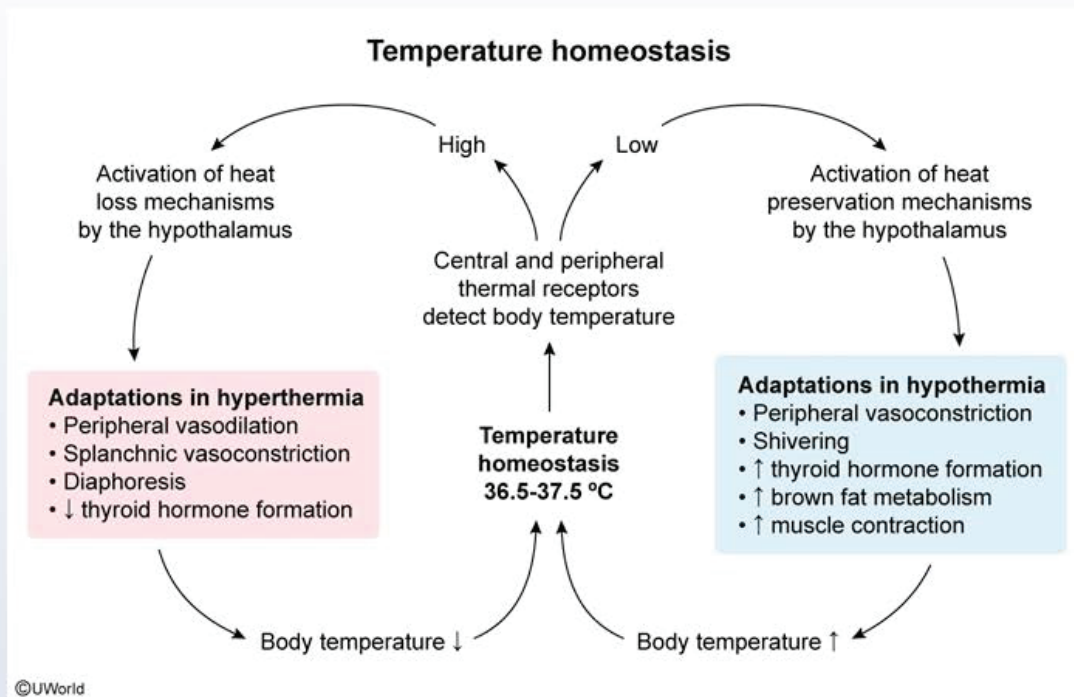 Temperature homeostasis
High
Low
Activation of heat
loss mechanisms
by the hypothalamus
Activation of heat
preservation mechanisms
by the hypothalamus
Central and peripheral
thermal receptors
detect body temperature
Adaptations in hyperthermia
• Peripheral vasodilation
• Splanchnic vasoconstriction
• Diaphoresis
• ↓ thyroid hormone formation
Temperature
homeostasis
36.5-37.5 ºC
Adaptations in hypothermia
• Peripheral vasoconstriction
• Shivering
• ↑ thyroid hormone formation
• ↑ brown fat metabolism
• ↑ muscle contraction
Body temperature ↓
Body temperature ↑
©UWorld